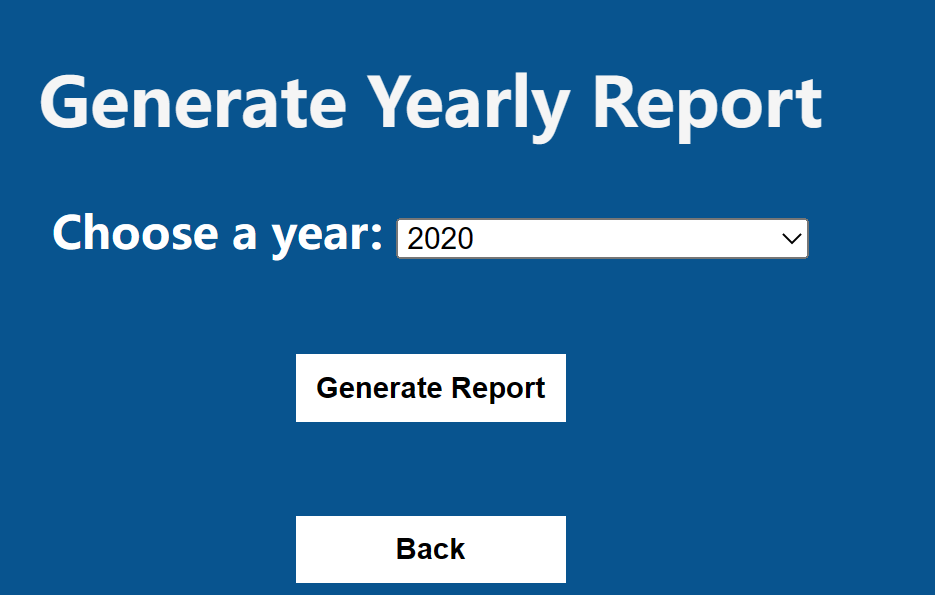 Generate Yearly Report
Choose a year: 2020
Generate Report
Back